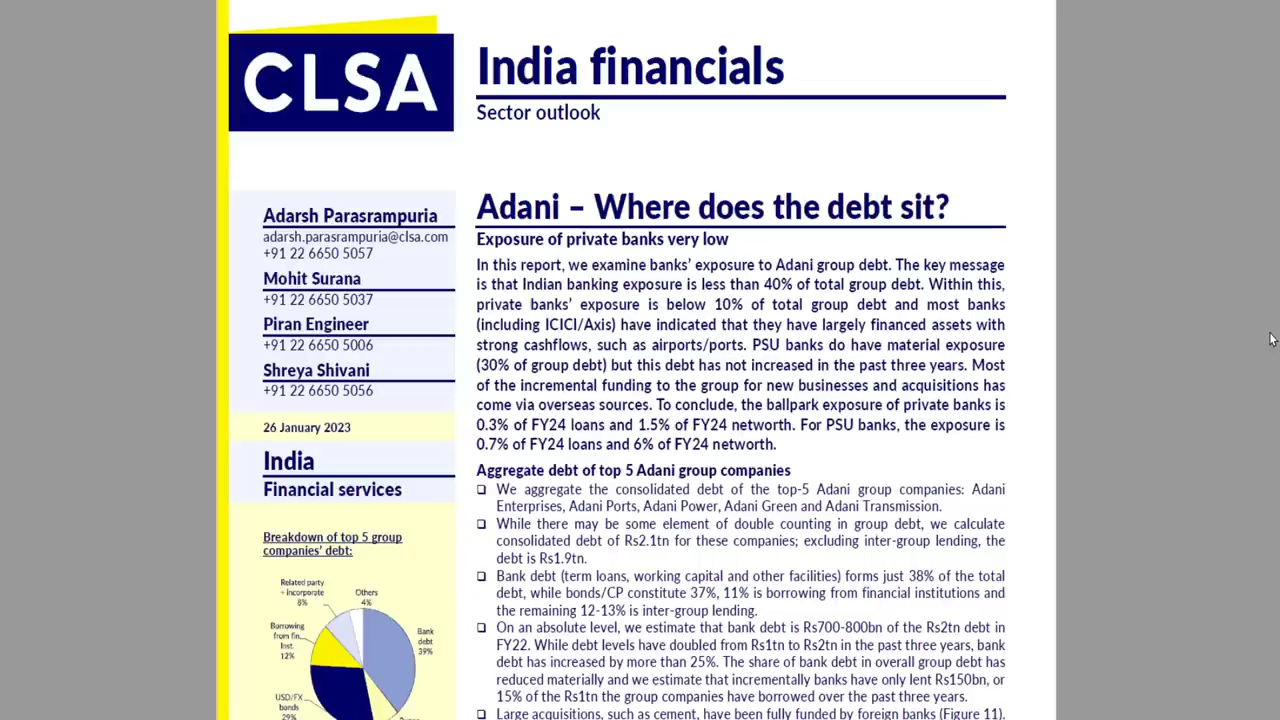 CLSA
India financials
Sector outlook
Adarsh Parasrampuria
adarsh.parasrampuria@clsa.com
+91 22 6650 5057
Mohit Surana
+91 22 6650 5037
Piran Engineer
+91 22 6650 5006
Shreya Shivani
+91 22 6650 5056
26 January 2023
India
Financial services
Breakdown of top 5 group
companies' debt:
Related party
+ incorporate
8%
Others
4%
Borrowing
from fin.
Inst.
12%
Bank
debt
39%
USD/FX
bonds
29%
Adani – Where does the debt sit?
Exposure of private banks very low
In this report, we examine banks' exposure to Adani group debt. The key message
is that Indian banking exposure is less than 40% of total group debt. Within this,
private banks' exposure is below 10% of total group debt and most banks
(including ICICI/Axis) have indicated that they have largely financed assets with
strong cashflows, such as airports/ports. PSU banks do have material exposure
(30% of group debt) but this debt has not increased in the past three years. Most
of the incremental funding to the group for new businesses and acquisitions has
come via overseas sources. To conclude, the ballpark exposure of private banks is
0.3% of FY24 loans and 1.5% of FY24 networth. For PSU banks, the exposure is
0.7% of FY24 loans and 6% of FY24 networth.
Aggregate debt of top 5 Adani group companies
❑ We aggregate the consolidated debt of the top-5 Adani group companies: Adani
Enterprises, Adani Ports, Adani Power, Adani Green and Adani Transmission.
❑ While there may be some element of double counting in group debt, we calculate
consolidated debt of Rs2.1tn for these companies; excluding inter-group lending, the
debt is Rs1.9tn.
❑ Bank debt (term loans, working capital and other facilities) forms just 38% of the total
debt, while bonds/CP constitute 37%, 11% is borrowing from financial institutions and
the remaining 12-13% is inter-group lending.
❑ On an absolute level, we estimate that bank debt is Rs700-800bn of the Rs2tn debt in
FY22. While debt levels have doubled from Rs1tn to Rs2tn in the past three years, bank
debt has increased by more than 25%. The share of bank debt in overall group debt has
reduced materially and we estimate that incrementally banks have only lent Rs150bn, or
15% of the Rs1tn the group companies have borrowed over the past three years.
❑ Large acquisitions, such as cement, have been fully funded by foreign banks (Figure 11).